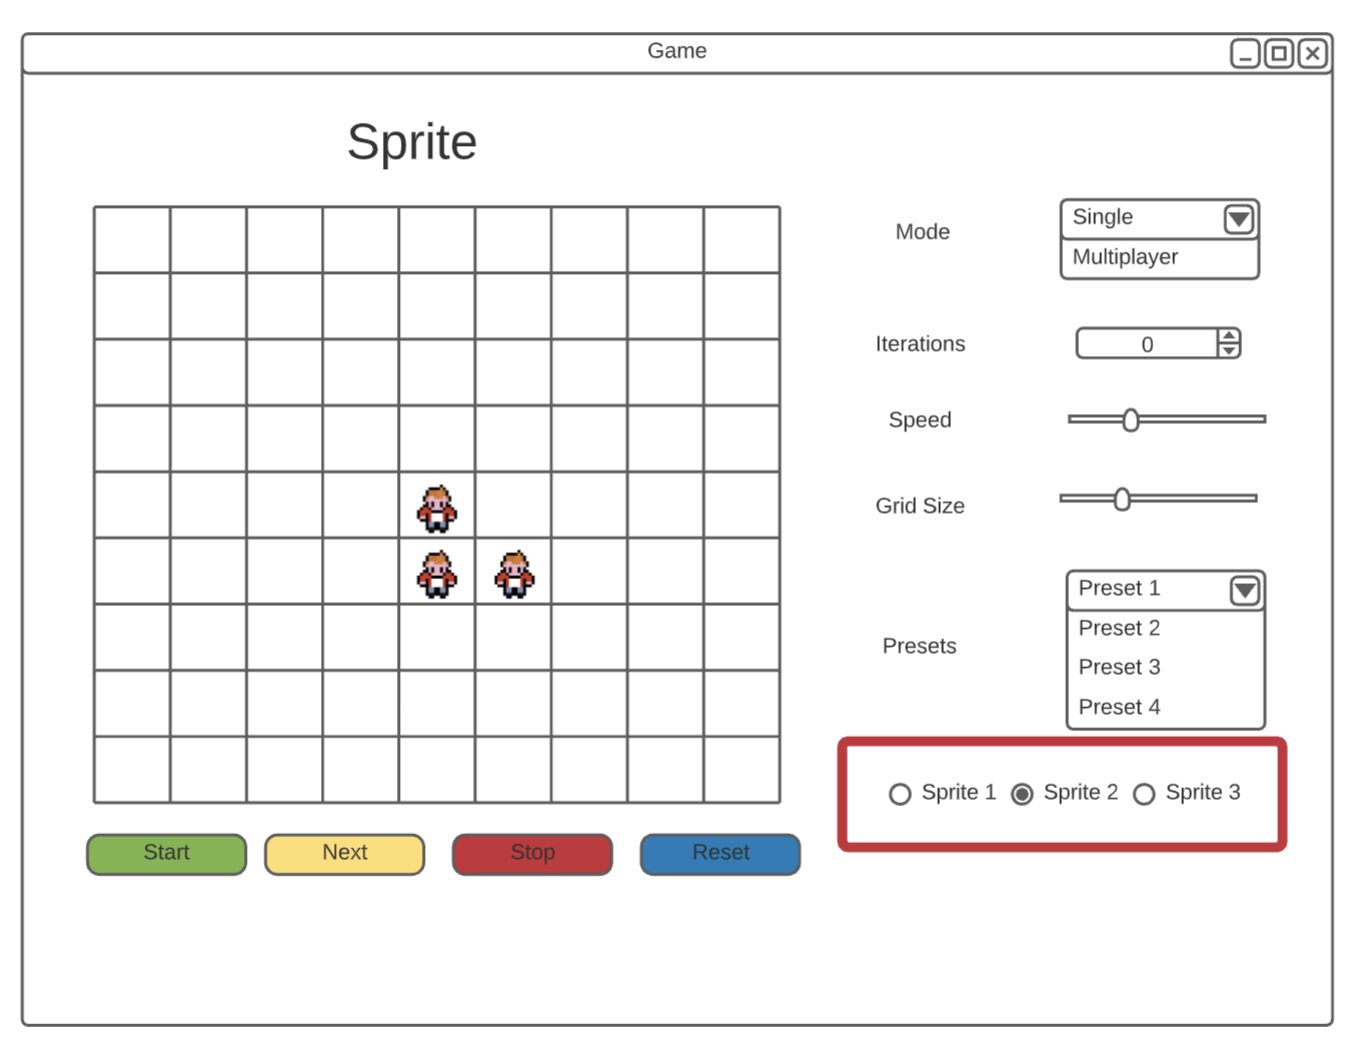 Game
Sprite
Mode
Single
Multiplayer
Iterations
0
Speed
Grid Size
Presets
Preset 1
Preset 2
Preset 3
Preset 4
Sprite 1 Sprite 2 Sprite 3
Start Next Stop Reset